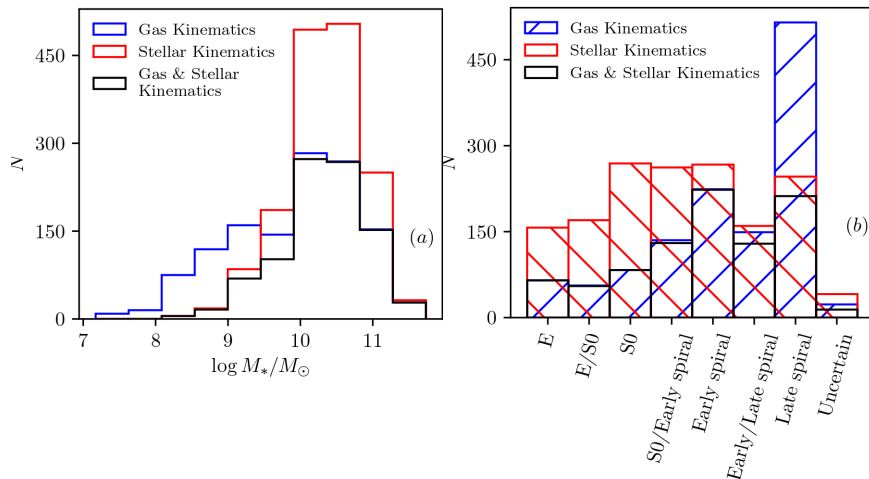 Gas Kinematics
Stellar Kinematics
Gas & Stellar
Kinematics
450
300
150
0
N
7
8
9
10
11
log M*/M⊙
(a)
Gas Kinematics
Stellar Kinematics
Gas & Stellar Kinematics
450
300
150
0
N
(b)
E
E/S0
S0
S0/Early spiral
Early spiral
Early/Late spiral
Late spiral
Uncertain